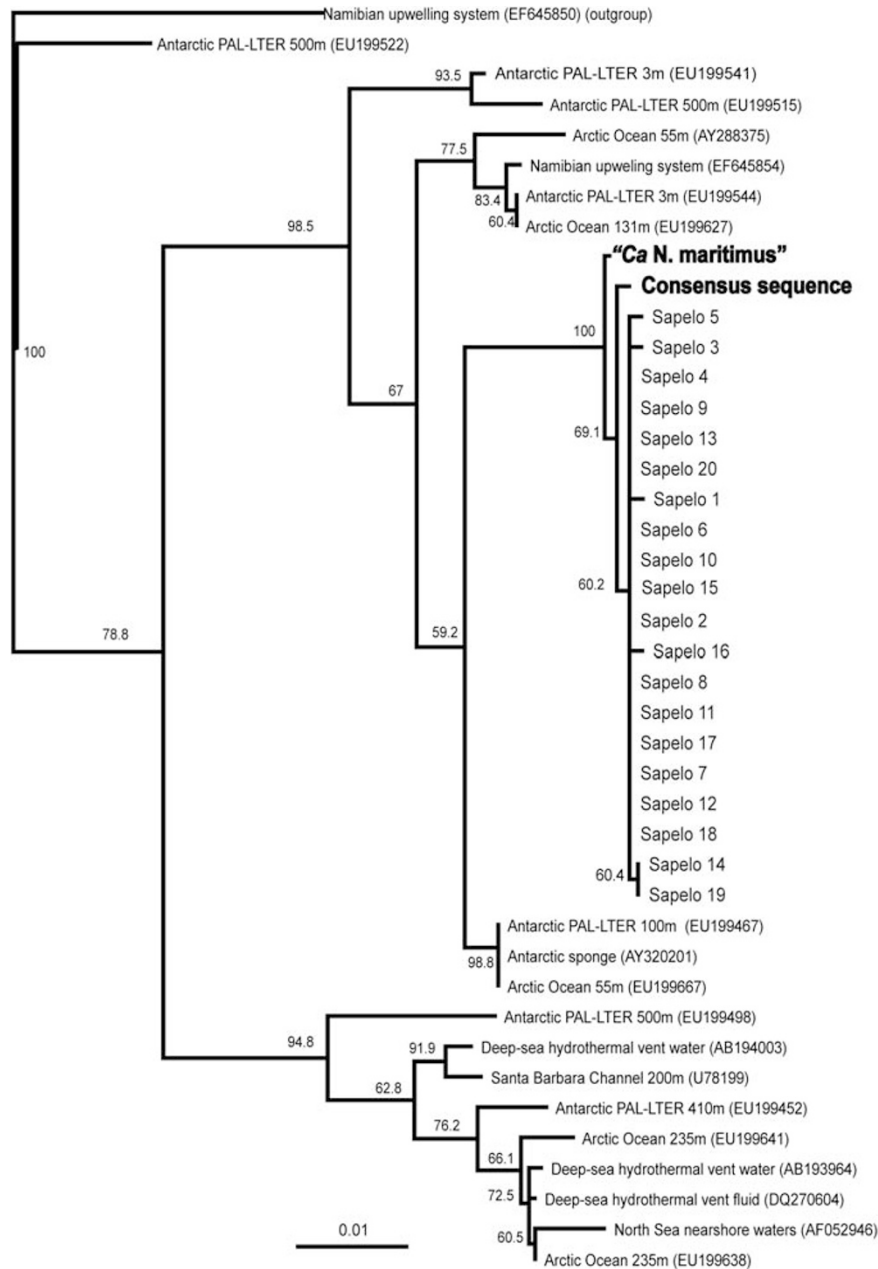 Namibian upwelling system (EF645850) (outgroup)
Antarctic PAL-LTER 500m (EU199522)
93.5
Antarctic PAL-LTER 3m (EU199541)
Antarctic PAL-LTER 500m (EU199515)
77.5
Arctic Ocean 55m (AY288375)
Namibian upweling system (EF645854)
83.4
Antarctic PAL-LTER 3m (EU199544)
98.5
60.4
Arctic Ocean 131m (EU199627)
"Ca N. maritimus"
Consensus sequence
Sapelo 5
100
100
Sapelo 3
Sapelo 4
67
Sapelo 9
69.1
Sapelo 13
Sapelo 20
Sapelo 1
Sapelo 6
Sapelo 10
60.2
Sapelo 15
Sapelo 2
78.8
59.2
Sapelo 16
Sapelo 8
Sapelo 11
Sapelo 17
Sapelo 7
Sapelo 12
Sapelo 18
Sapelo 14
60.4
Sapelo 19
Antarctic PAL-LTER 100m (EU199467)
98.8
Antarctic sponge (AY320201)
Arctic Ocean 55m (EU199667)
Antarctic PAL-LTER 500m (EU199498)
94.8
91.9
Deep-sea hydrothermal vent water (AB194003)
62.8
Santa Barbara Channel 200m (U78199)
Antarctic PAL-LTER 410m (EU199452)
76.2
Arctic Ocean 235m (EU199641)
66.1
Deep-sea hydrothermal vent water (AB193964)
72.5
Deep-sea hydrothermal vent fluid (DQ270604)
0.01
North Sea nearshore waters (AF052946)
60.5
Arctic Ocean 235m (EU199638)